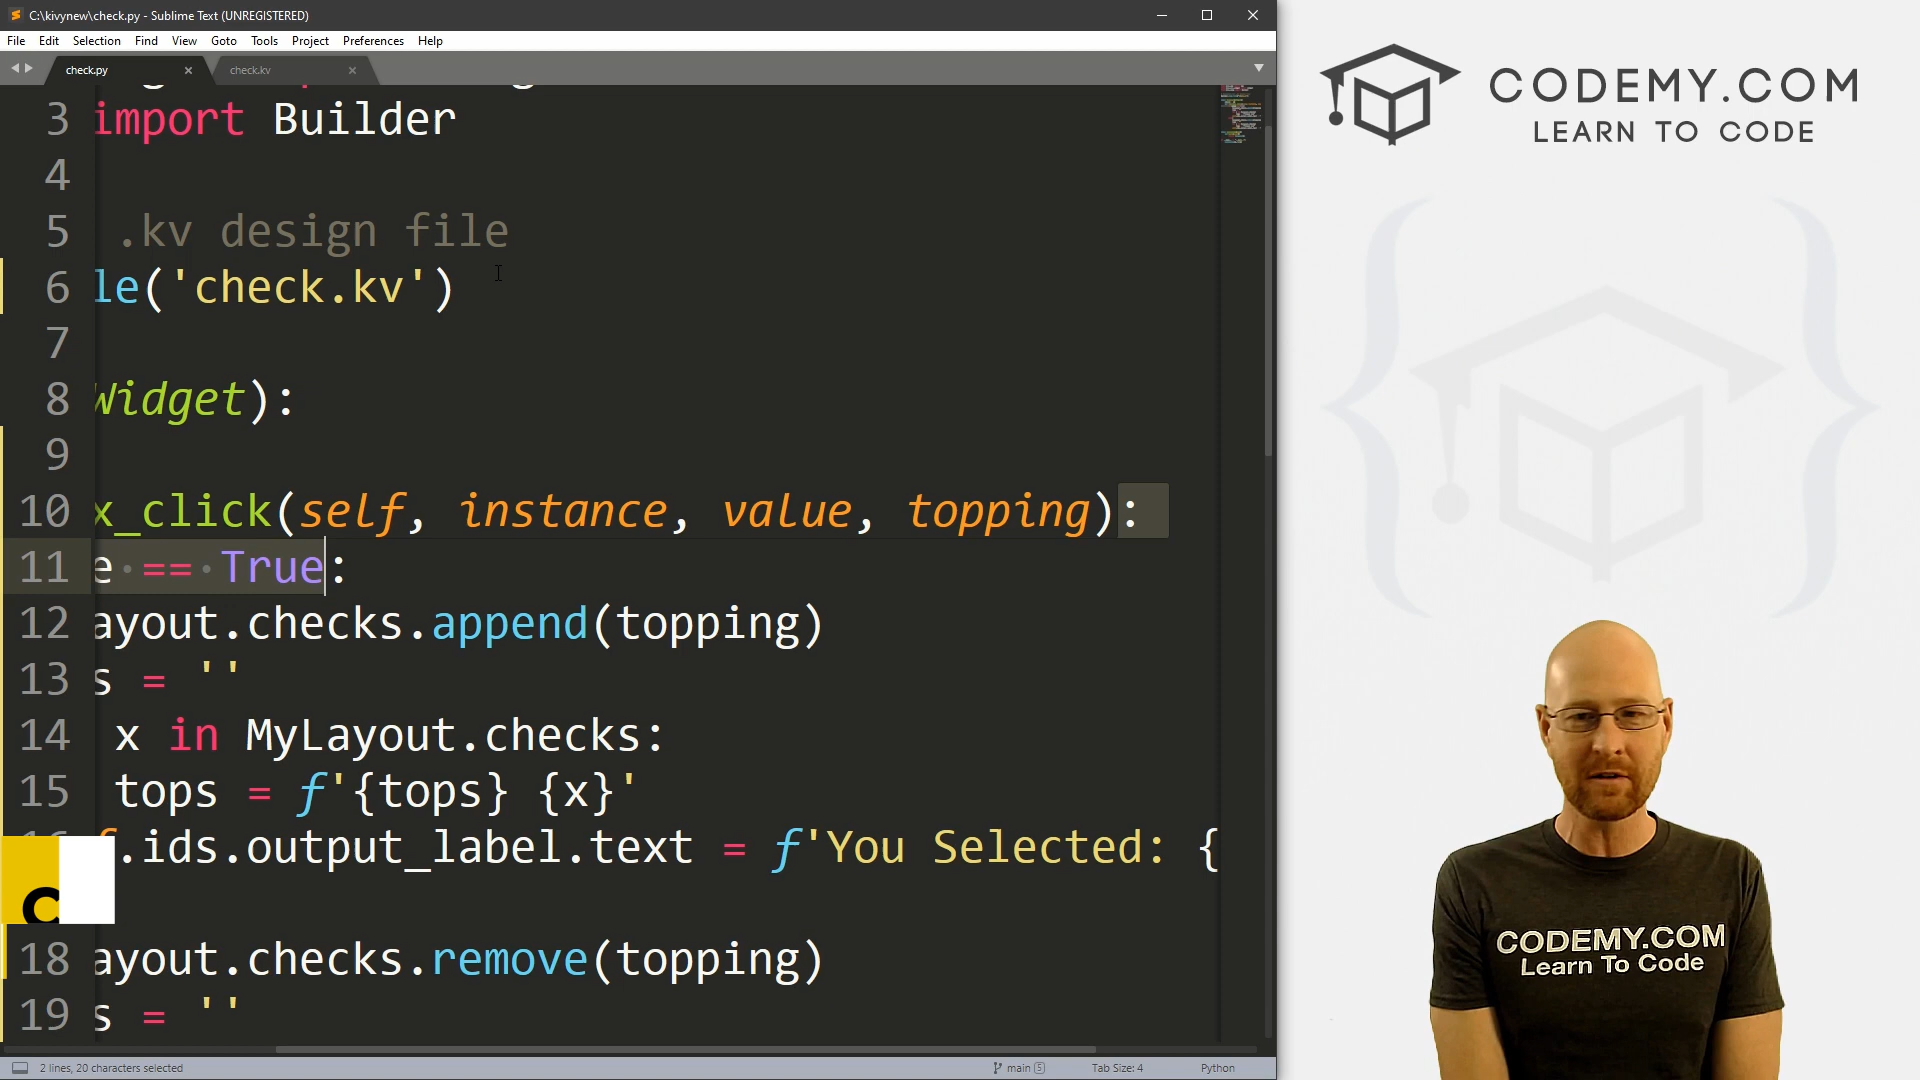 C:\kivynew\check.py - Sublime Text (UNREGISTERED)
File Edit Selection Find View Goto Tools Project Preferences Help
check.py check.kv
3 import Builder
4
5 .kv design file
6 le('check.kv')
7
8 Widget):
9
10 x_click(self, instance, value, topping):
11 e == True:
12 ayout.checks.append(topping)
13 s = ''
14 x in MyLayout.checks:
15 tops = f'{tops} {x}'
f.ids.output_label.text = f'You Selected: {
18 ayout.checks.remove(topping)
19 s = ''
2 lines, 20 characters selected
main 5 Tab Size: 4 Python
CODEMY.COM
LEARN TO CODE
CODEMY.COM
Learn To Code